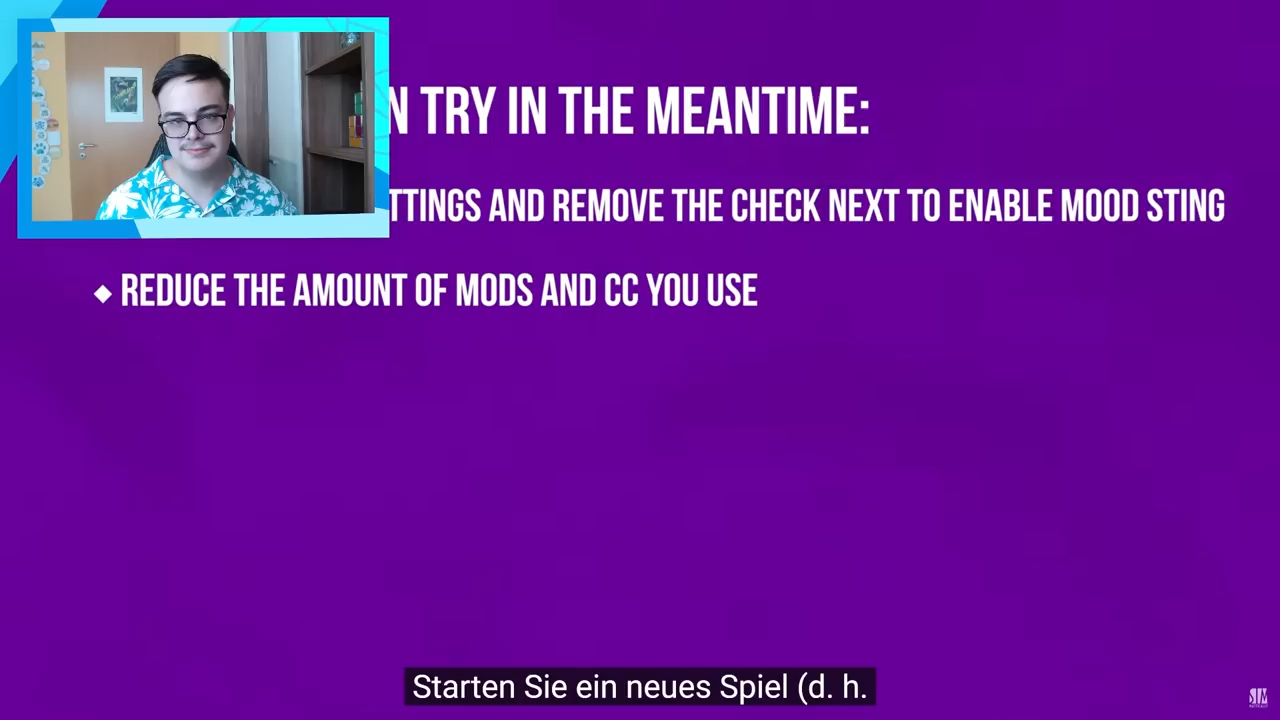 N TRY IN THE MEANTIME:
TTINGS AND REMOVE THE CHECK NEXT TO ENABLE MOOD STING
◆ REDUCE THE AMOUNT OF MODS AND CC YOU USE
Starten Sie ein neues Spiel (d. h.